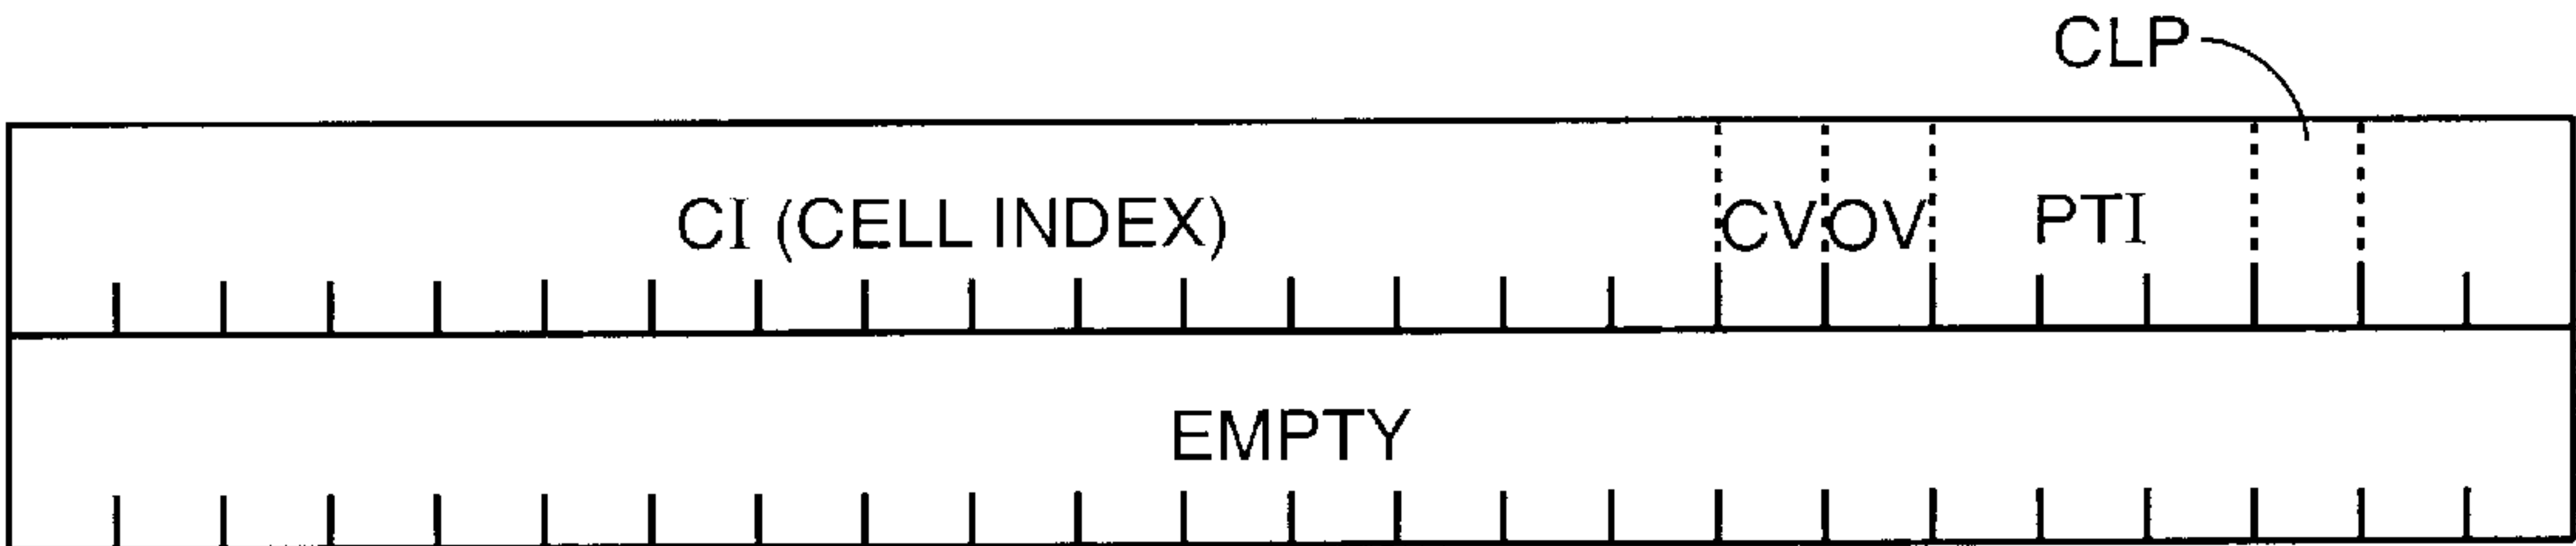 CLP
CI (CELL INDEX) CV OV PTI
EMPTY